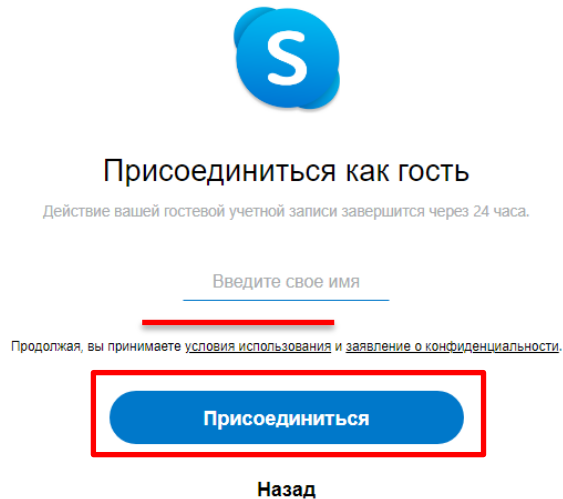 S
Присоединиться как гость
Действие вашей гостевой учетной записи завершится через 24 часа.
Введите свое имя
Продолжая, вы принимаете условия использования и заявление о конфиденциальности.
Присоединиться
Назад